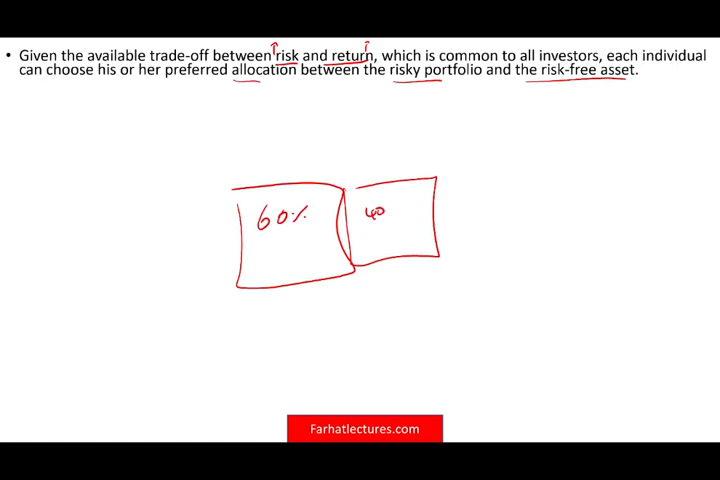 • Given the available trade-off between risk and return, which is common to all investors, each individual
can choose his or her preferred allocation between the risky portfolio and the risk-free asset.
60% 40
Farhatlectures.com